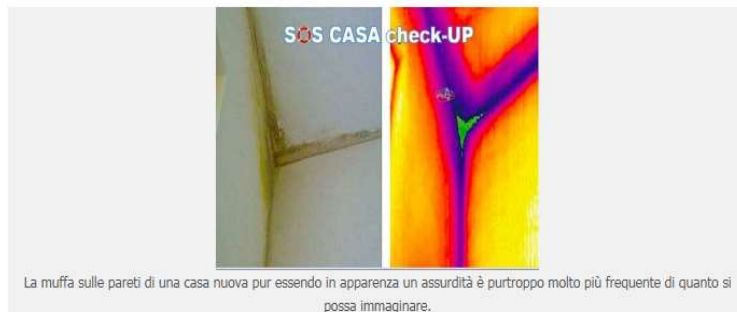 SOS CASA check-UP
La muffa sulle pareti di una casa nuova pur essendo in apparenza un assurdità è purtroppo molto più frequente di quanto si
possa immaginare.